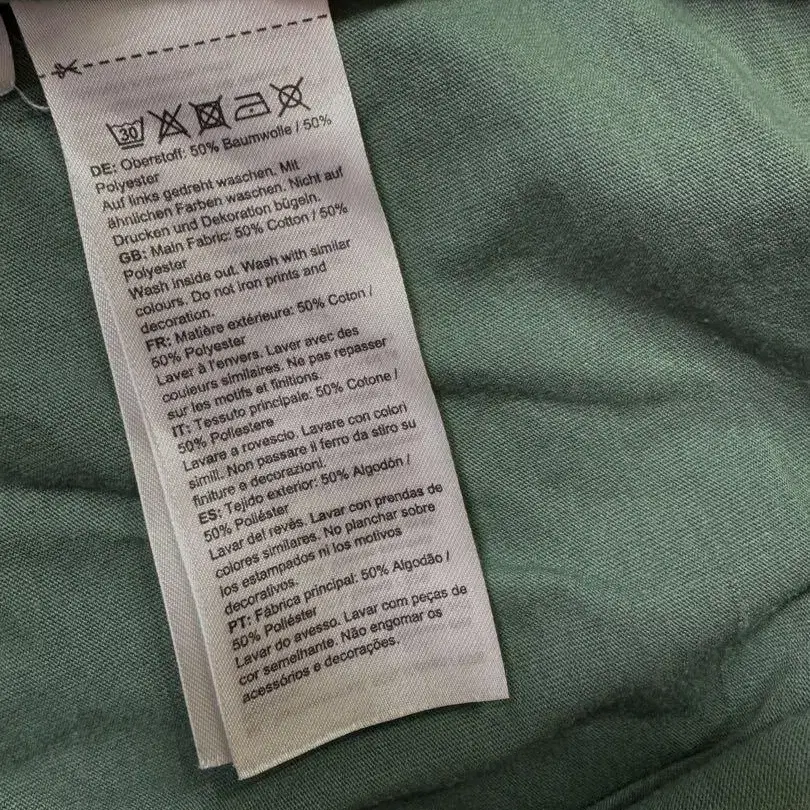 30
DE: Oberstoff: 50% Baumwolle / 50%
Polyester
Auf links gedreht waschen. Mit
ähnlichen Farben waschen. Nicht auf
Drucken und Dekoration bügeln.
GB: Main Fabric: 50% Cotton / 50%
Polyester
Wash inside out. Wash with similar
colours. Do not iron prints and
decoration.
FR: Matière extérieure: 50% Coton /
50% Polyester
Laver à l'envers. Laver avec des
couleurs similaires. Ne pas repasser
sur les motifs et finitions.
IT: Tessuto principale: 50% Cotone /
50% Poliestere
Lavare a rovescio. Lavare con colori
simili. Non passare il ferro da stiro su
finiture e decorazioni.
ES: Tejido exterior: 50% Algodón /
50% Poliéster
Lavar del revés. Lavar con prendas de
colores similares. No planchar sobre
los estampados ni los motivos
decorativos.
PT: Fábrica principal: 50% Algodão /
50% Poliéster
Lavar do avesso. Lavar com peças de
cor semelhante. Não engomar os
acessórios e decorações.